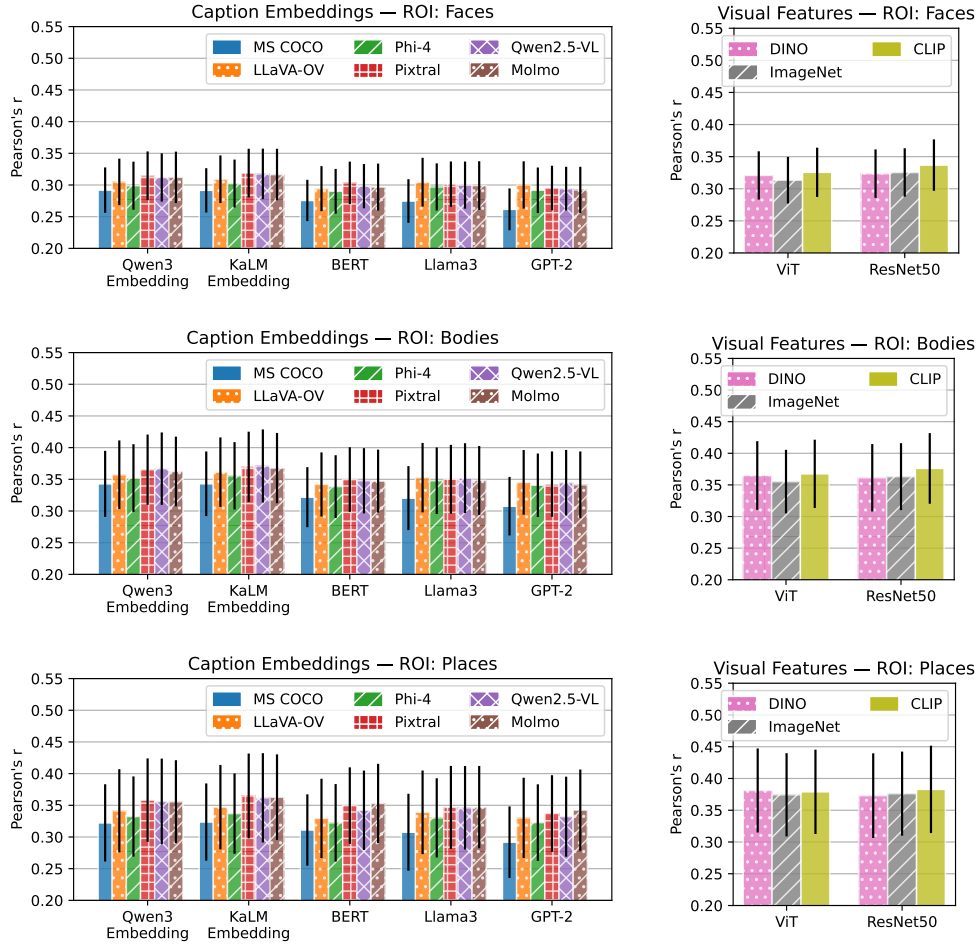 Caption Embeddings — ROI: Faces
0.55
0.50
0.45
0.40
0.35
0.30
0.25
0.20
Pearson's r
MS COCO
LLaVA-OV
Phi-4
Pixtral
Qwen2.5-VL
Molmo
Qwen3
Embedding
KaLM
Embedding
BERT
Llama3
GPT-2
Visual Features — ROI: Faces
0.55
0.50
0.45
0.40
0.35
0.30
0.25
0.20
Pearson's r
DINO
ImageNet
CLIP
ViT
ResNet50
Caption Embeddings — ROI: Bodies
0.55
0.50
0.45
0.40
0.35
0.30
0.25
0.20
Pearson's r
MS COCO
LLaVA-OV
Phi-4
Pixtral
Qwen2.5-VL
Molmo
Qwen3
Embedding
KaLM
Embedding
BERT
Llama3
GPT-2
Visual Features — ROI: Bodies
0.55
0.50
0.45
0.40
0.35
0.30
0.25
0.20
Pearson's r
DINO
ImageNet
CLIP
ViT
ResNet50
Caption Embeddings — ROI: Places
0.55
0.50
0.45
0.40
0.35
0.30
0.25
0.20
Pearson's r
MS COCO
LLaVA-OV
Phi-4
Pixtral
Qwen2.5-VL
Molmo
Qwen3
Embedding
KaLM
Embedding
BERT
Llama3
GPT-2
Visual Features — ROI: Places
0.55
0.50
0.45
0.40
0.35
0.30
0.25
0.20
Pearson's r
DINO
ImageNet
CLIP
ViT
ResNet50